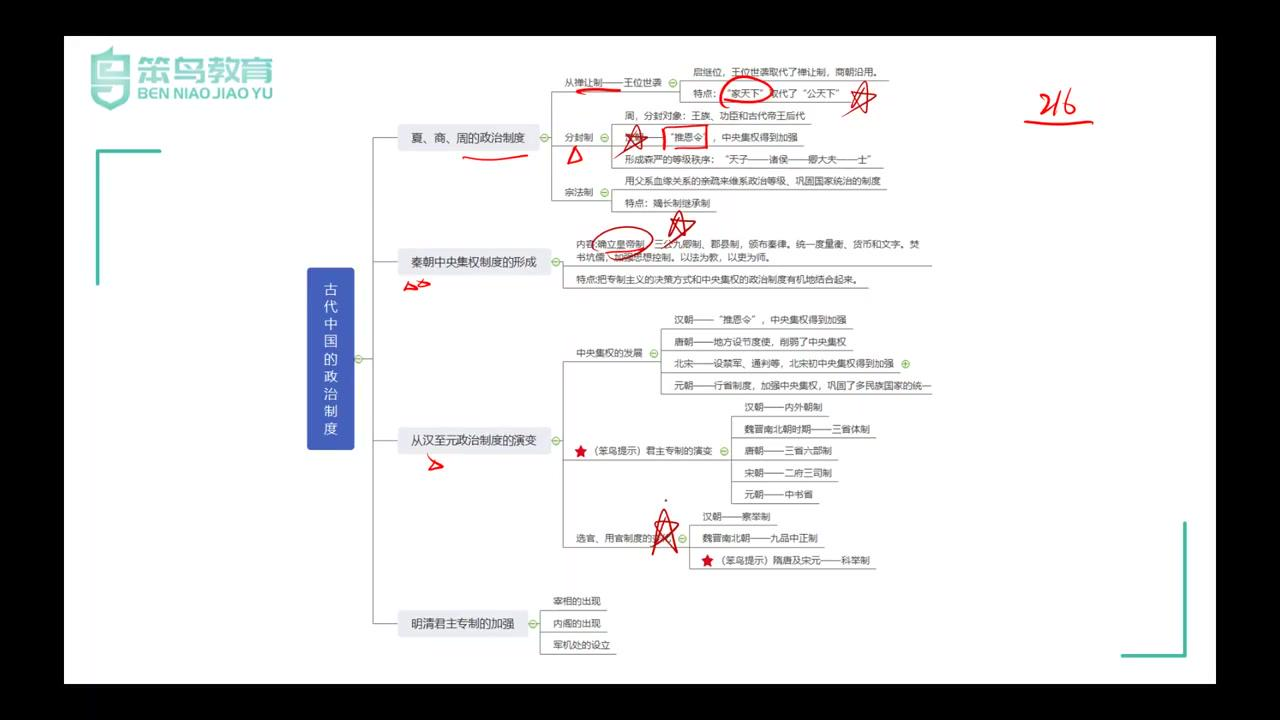 笨鸟教育
BEN NIAO JIAO YU
216
古代中国的政治制度
夏、商、周的政治制度
从禅让制——王位世袭
启继位，王位世袭取代了禅让制，商朝沿用。
特点：“家天下”取代了“公天下”
分封制
周，分封对象：王族、功臣和古代帝王后代
“推恩令”，中央集权得到加强
形成森严的等级秩序：“天子——诸侯——卿大夫——士”
宗法制
用父系血缘关系的亲疏来维系政治等级、巩固国家统治的制度
特点：嫡长制继承制
秦朝中央集权制度的形成
内容:确立皇帝制，三公九卿制、郡县制，颁布秦律。统一度量衡、货币和文字。焚
书坑儒，加强思想控制。以法为教，以吏为师。
特点:把专制主义的决策方式和中央集权的政治制度有机地结合起来。
从汉至元政治制度的演变
中央集权的发展
汉朝——“推恩令”，中央集权得到加强
唐朝——地方设节度使，削弱了中央集权
北宋——设禁军、通判等，北宋初中央集权得到加强
元朝——行省制度，加强中央集权，巩固了多民族国家的统一
（笨鸟提示）君主专制的演变
汉朝——内外朝制
魏晋南北朝时期——三省体制
唐朝——三省六部制
宋朝——二府三司制
元朝——中书省
选官、用官制度的
汉朝——察举制
魏晋南北朝——九品中正制
（笨鸟提示）隋唐及宋元——科举制
明清君主专制的加强
宰相的出现
内阁的出现
军机处的设立